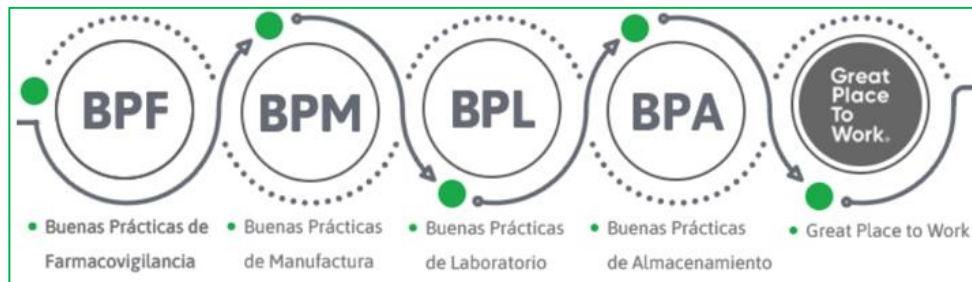 BPF
BPM
BPL
BPA
Great
Place
To
Work.
• Buenas Prácticas de
Farmacovigilancia
• Buenas Prácticas
de Manufactura
• Buenas Prácticas
de Laboratorio
• Buenas Prácticas
de Almacenamiento
• Great Place to Work